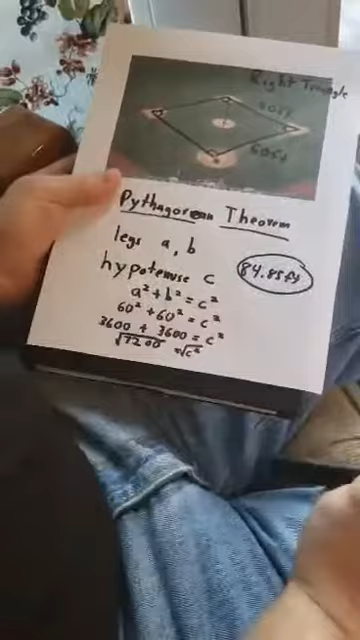 Right Triangle
60ft
60ft
Pythagorean Theorem
legs a, b
hypotenuse c
84.85ft
a² + b² = c²
60² + 60² = c²
3600 + 3600 = c²
√7200 √c²